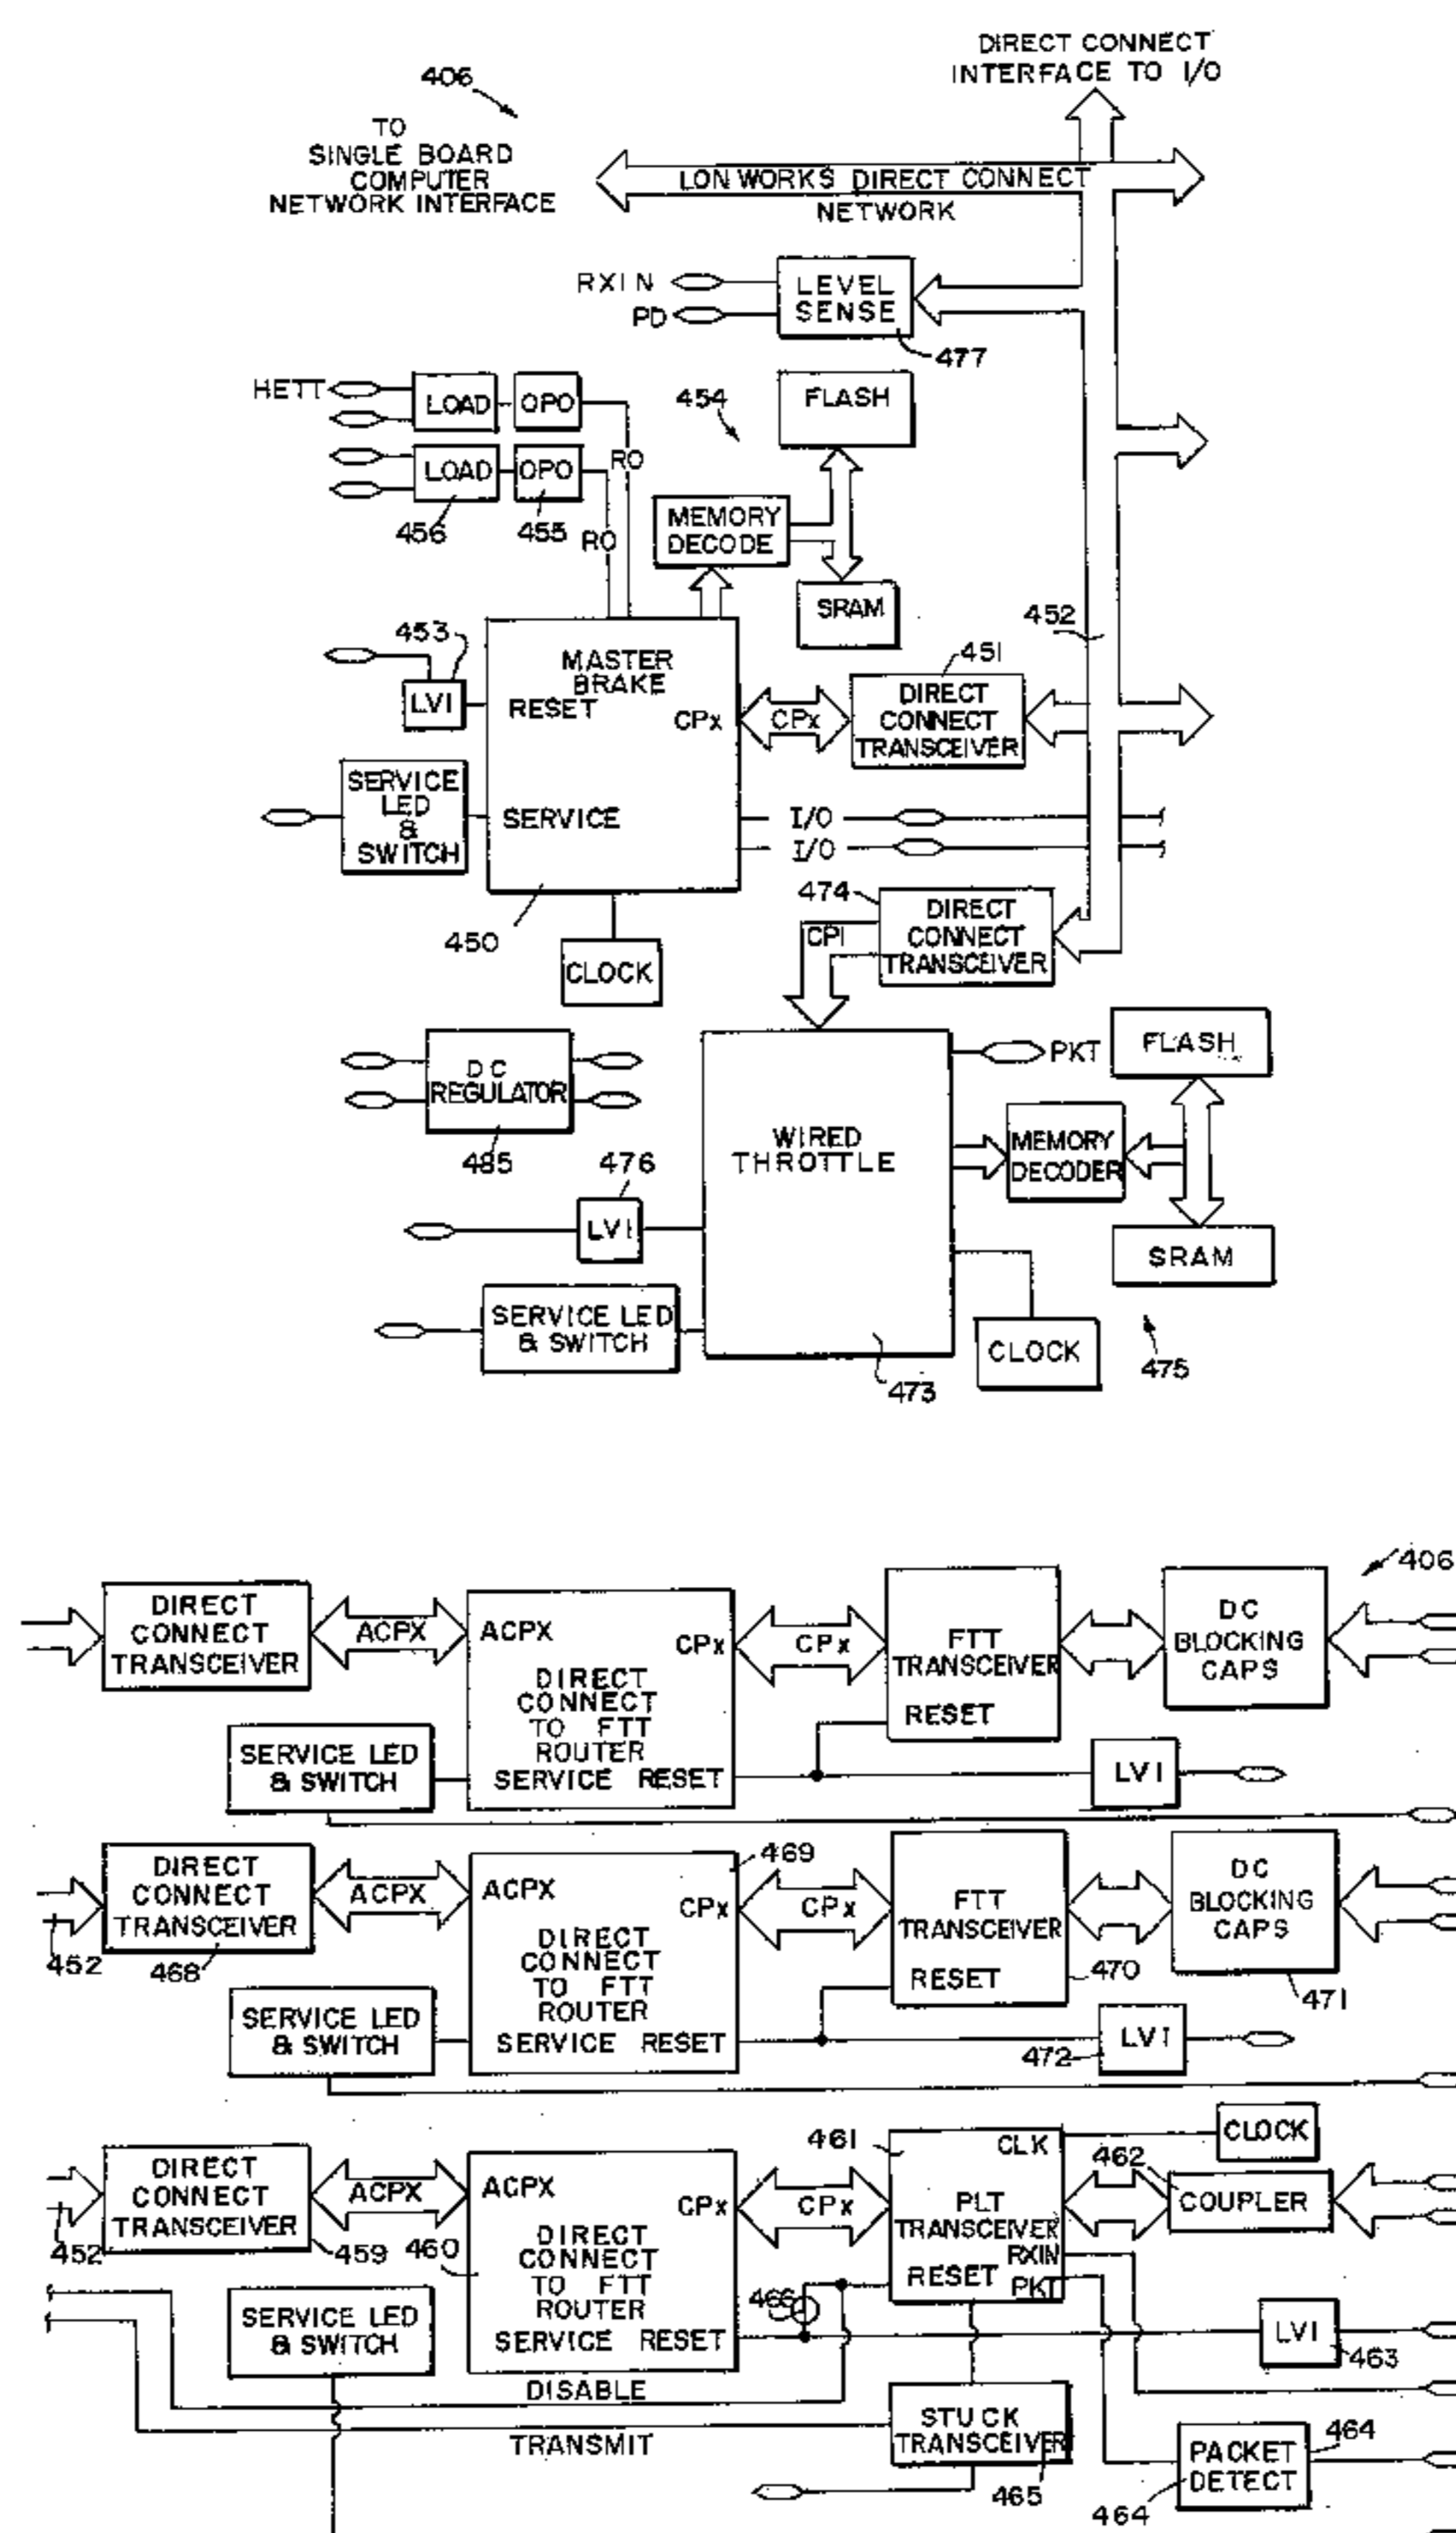 DIRECT CONNECT
INTERFACE TO I/O
406
TO
SINGLE BOARD
COMPUTER
NETWORK INTERFACE
LON WORKS DIRECT CONNECT
NETWORK
RXIN
PD
LEVEL
SENSE
477
HETT
LOAD
OPO
454
FLASH
LOAD
OPO
RO
456
455
RO
MEMORY
DECODE
SRAM
452
453
LVI
MASTER
BRAKE
RESET
CPx
CPx
451
DIRECT
CONNECT
TRANSCEIVER
SERVICE
LED
&
SWITCH
SERVICE
I/O
I/O
450
CLOCK
474
CP1
DIRECT
CONNECT
TRANSCEIVER
DC
REGULATOR
485
476
LVI
WIRED
THROTTLE
PKT
FLASH
MEMORY
DECODER
SRAM
SERVICE LED
& SWITCH
CLOCK
473
475
406
DIRECT
CONNECT
TRANSCEIVER
ACPX
ACPX
CPx
DIRECT
CONNECT
TO FTT
ROUTER
SERVICE RESET
CPx
FTT
TRANSCEIVER
RESET
DC
BLOCKING
CAPS
SERVICE LED
& SWITCH
LVI
DIRECT
CONNECT
TRANSCEIVER
452
468
ACPX
ACPX
469
CPx
DIRECT
CONNECT
TO FTT
ROUTER
SERVICE RESET
CPx
FTT
TRANSCEIVER
RESET
470
DC
BLOCKING
CAPS
471
SERVICE LED
& SWITCH
472
LVI
DIRECT
CONNECT
TRANSCEIVER
452
459
ACPX
460
ACPX
CPx
DIRECT
CONNECT
TO FTT
ROUTER
SERVICE RESET
CPx
461
CLK
PLT
TRANSCEIVER
RXIN
RESET
PKT
CLOCK
462
COUPLER
466
SERVICE LED
& SWITCH
LVI
463
DISABLE
TRANSMIT
STUCK
TRANSCEIVER
465
PACKET
DETECT
464
464